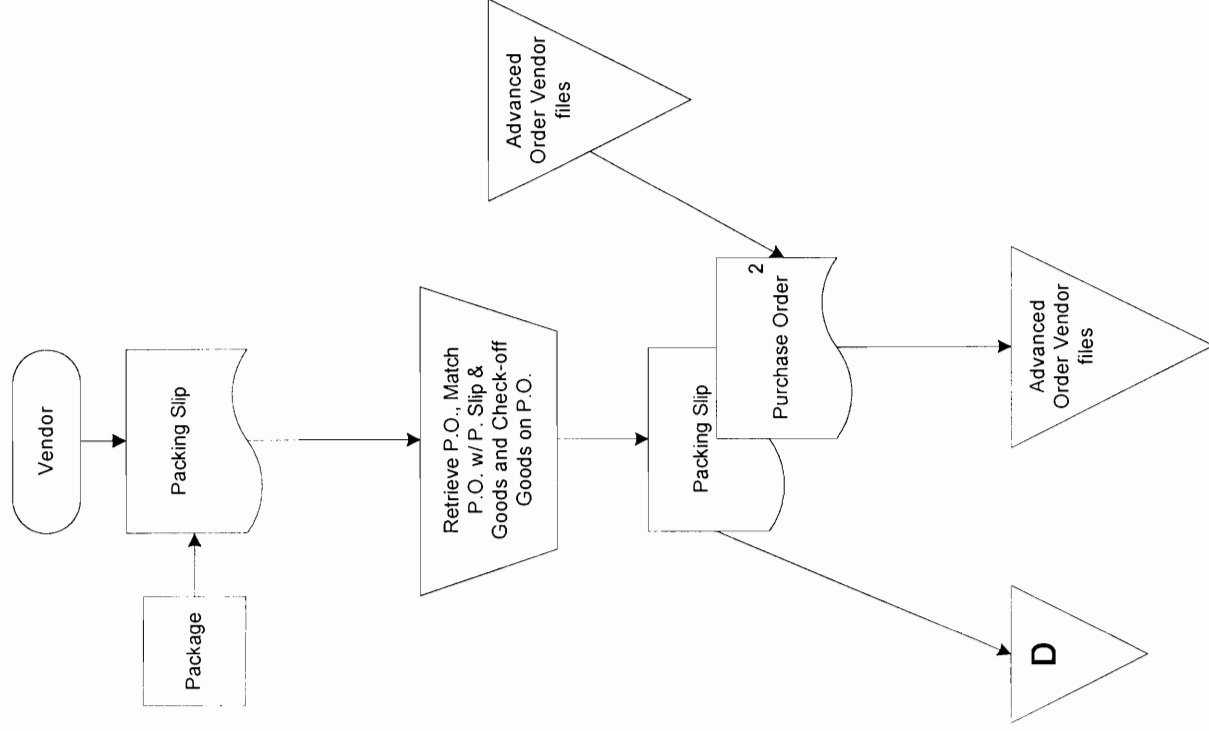 Vendor
Package
Packing Slip
Retrieve P.O., Match
P.O. w/ P. Slip &
Goods and Check-off
Goods on P.O.
Advanced
Order Vendor
files
Packing Slip
2
Purchase Order
D
Advanced
Order Vendor
files